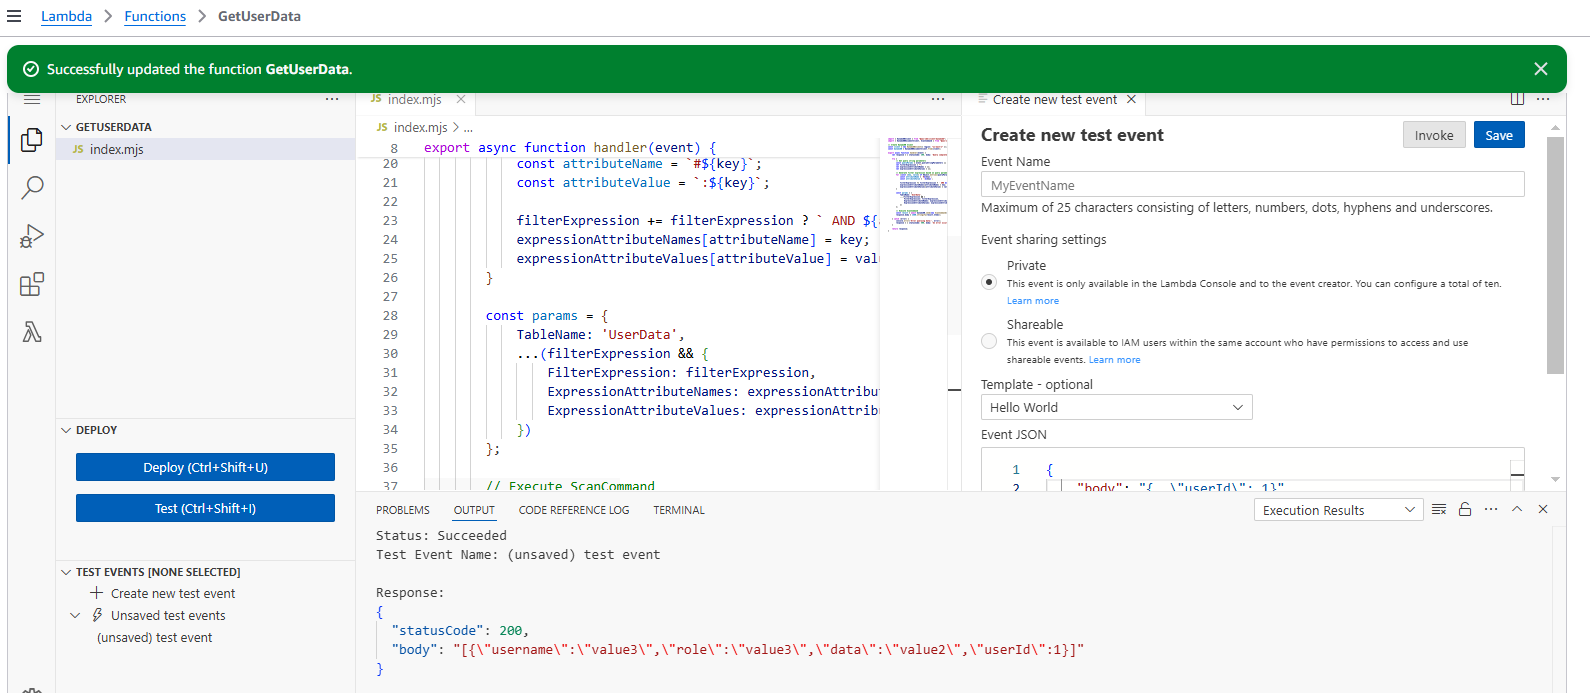 Lambda > Functions > GetUserData
Successfully updated the function GetUserData.
EXPLORER
GETUSERDATA
JS index.mjs
DEPLOY
Deploy (Ctrl+Shift+U)
Test (Ctrl+Shift+I)
TEST EVENTS [NONE SELECTED]
Create new test event
Unsaved test events
(unsaved) test event
JS index.mjs
JS index.mjs > ...
8 export async function handler(event) {
20 const attributeName = `#${key}`;
21 const attributeValue = `:${key}`;
22
23 filterExpression += filterExpression ? ` AND ${
24 expressionAttributeNames[attributeName] = key;
25 expressionAttributeValues[attributeValue] = val
26 }
27
28 const params = {
29 TableName: 'UserData',
30 ...(filterExpression && {
31 FilterExpression: filterExpression,
32 ExpressionAttributeNames: expressionAttribu
33 ExpressionAttributeValues: expressionAttrib
34 })
35 };
36
37 // Execute ScanCommand
Create new test event
Create new test event
Invoke
Save
Event Name
MyEventName
Maximum of 25 characters consisting of letters, numbers, dots, hyphens and underscores.
Event sharing settings
Private
This event is only available in the Lambda Console and to the event creator. You can configure a total of ten.
Learn more
Shareable
This event is available to IAM users within the same account who have permissions to access and use
shareable events. Learn more
Template - optional
Hello World
Event JSON
1 {
2 "body": "{ \"userId\": 1}"
PROBLEMS OUTPUT CODE REFERENCE LOG TERMINAL
Execution Results
Status: Succeeded
Test Event Name: (unsaved) test event
Response:
{
"statusCode": 200,
"body": "[{\"username\":\"value3\",\"role\":\"value3\",\"data\":\"value2\",\"userId\":1}]"
}